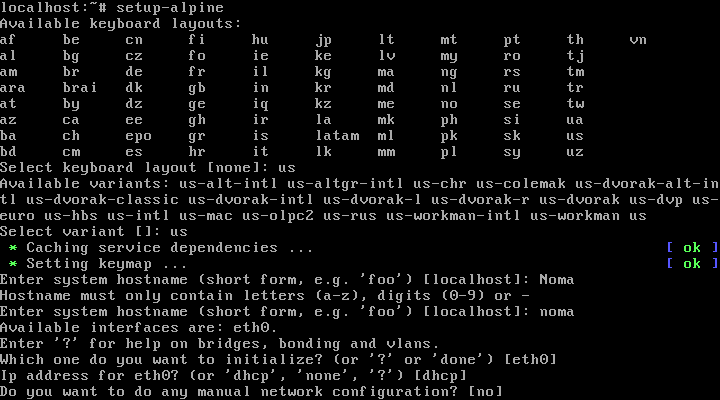 localhost:~# setup-alpine
Available keyboard layouts:
af be cn fi hu jp lt mt pt th vn
al bg cz fo ie ke lv my ro tj
am br de fr il kg ma ng rs tm
ara brai dk gb in kr md nl ru tr
at by dz ge iq kz me no se tw
az ca ee gh ir la mk ph si ua
ba ch epo gr is latam ml pk sk us
bd cm es hr it lk mm pl sy uz
Select keyboard layout [none]: us
Available variants: us-alt-intl us-altgr-intl us-chr us-colemak us-dvorak-alt-in
tl us-dvorak-classic us-dvorak-intl us-dvorak-l us-dvorak-r us-dvorak us-dvp us-
euro us-hbs us-intl us-mac us-olpc2 us-rus us-workman-intl us-workman us
Select variant []: us
* Caching service dependencies ... [ ok ]
* Setting keymap ... [ ok ]
Enter system hostname (short form, e.g. 'foo') [localhost]: Noma
Hostname must only contain letters (a-z), digits (0-9) or -
Enter system hostname (short form, e.g. 'foo') [localhost]: noma
Available interfaces are: eth0.
Enter '?' for help on bridges, bonding and vlans.
Which one do you want to initialize? (or '?' or 'done') [eth0]
Ip address for eth0? (or 'dhcp', 'none', '?') [dhcp]
Do you want to do any manual network configuration? [no]